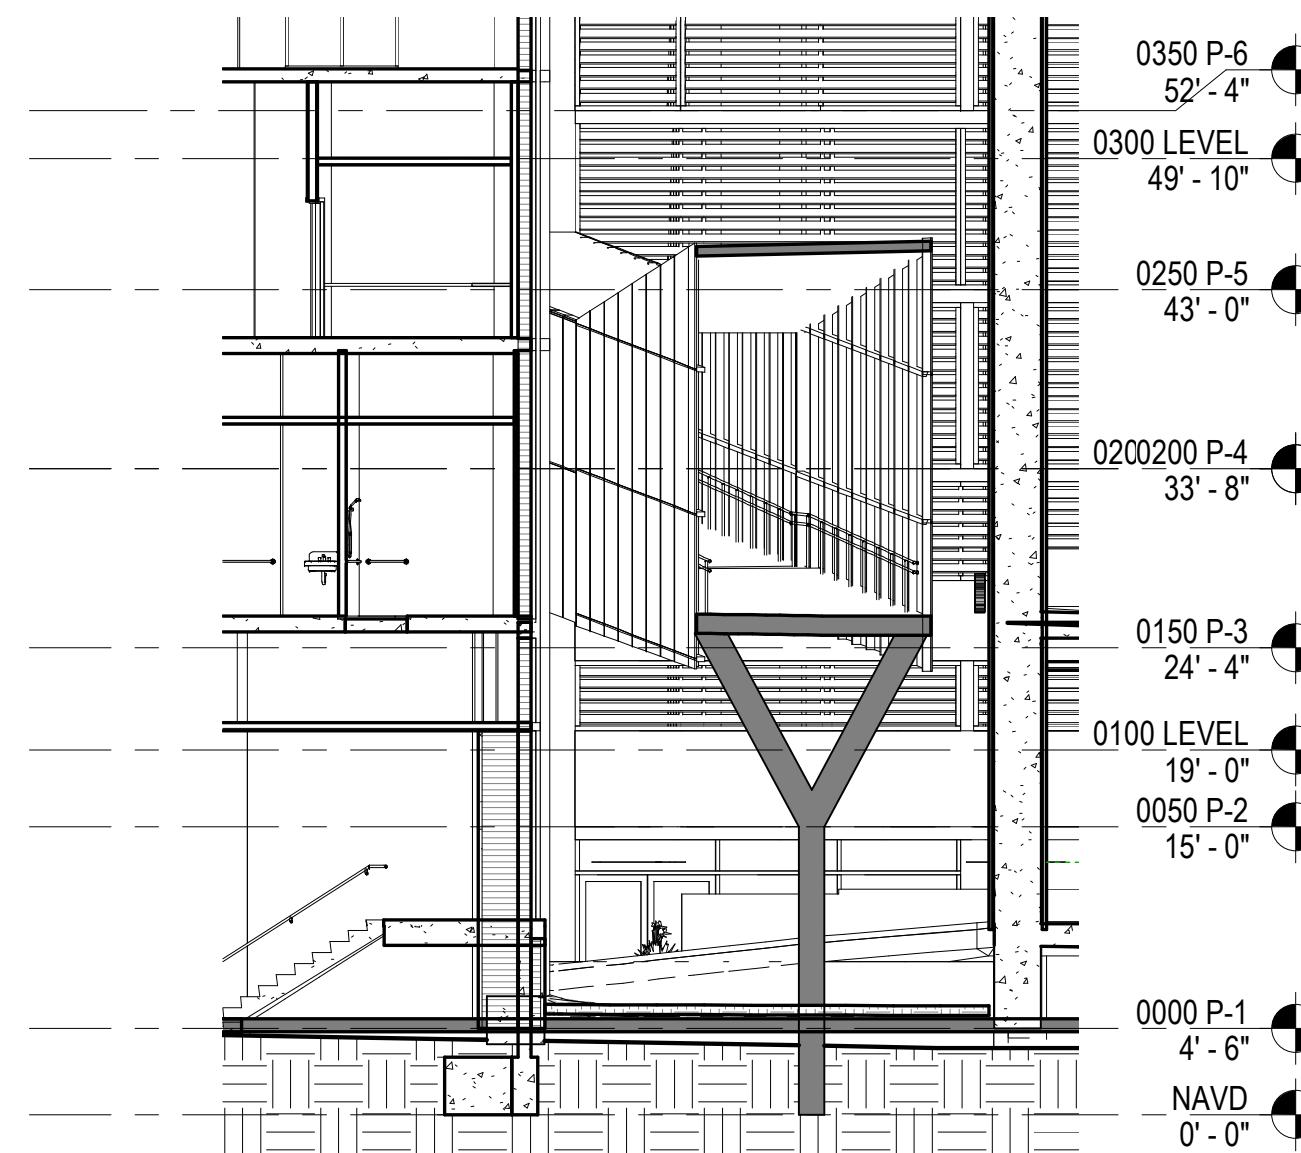 0350 P-6
52' - 4"
0300 LEVEL
49' - 10"
0250 P-5
43' - 0"
0200200 P-4
33' - 8"
0150 P-3
24' - 4"
0100 LEVEL
19' - 0"
0050 P-2
15' - 0"
0000 P-1
4' - 6"
NAVD
0' - 0"